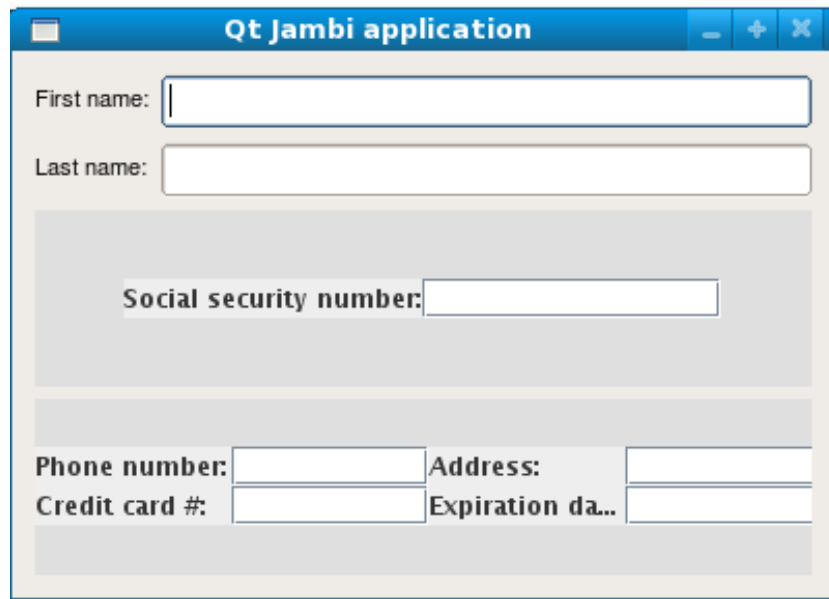 Qt Jambi application
First name:
Last name:
Social security number:
Phone number: Address:
Credit card #: Expiration da...